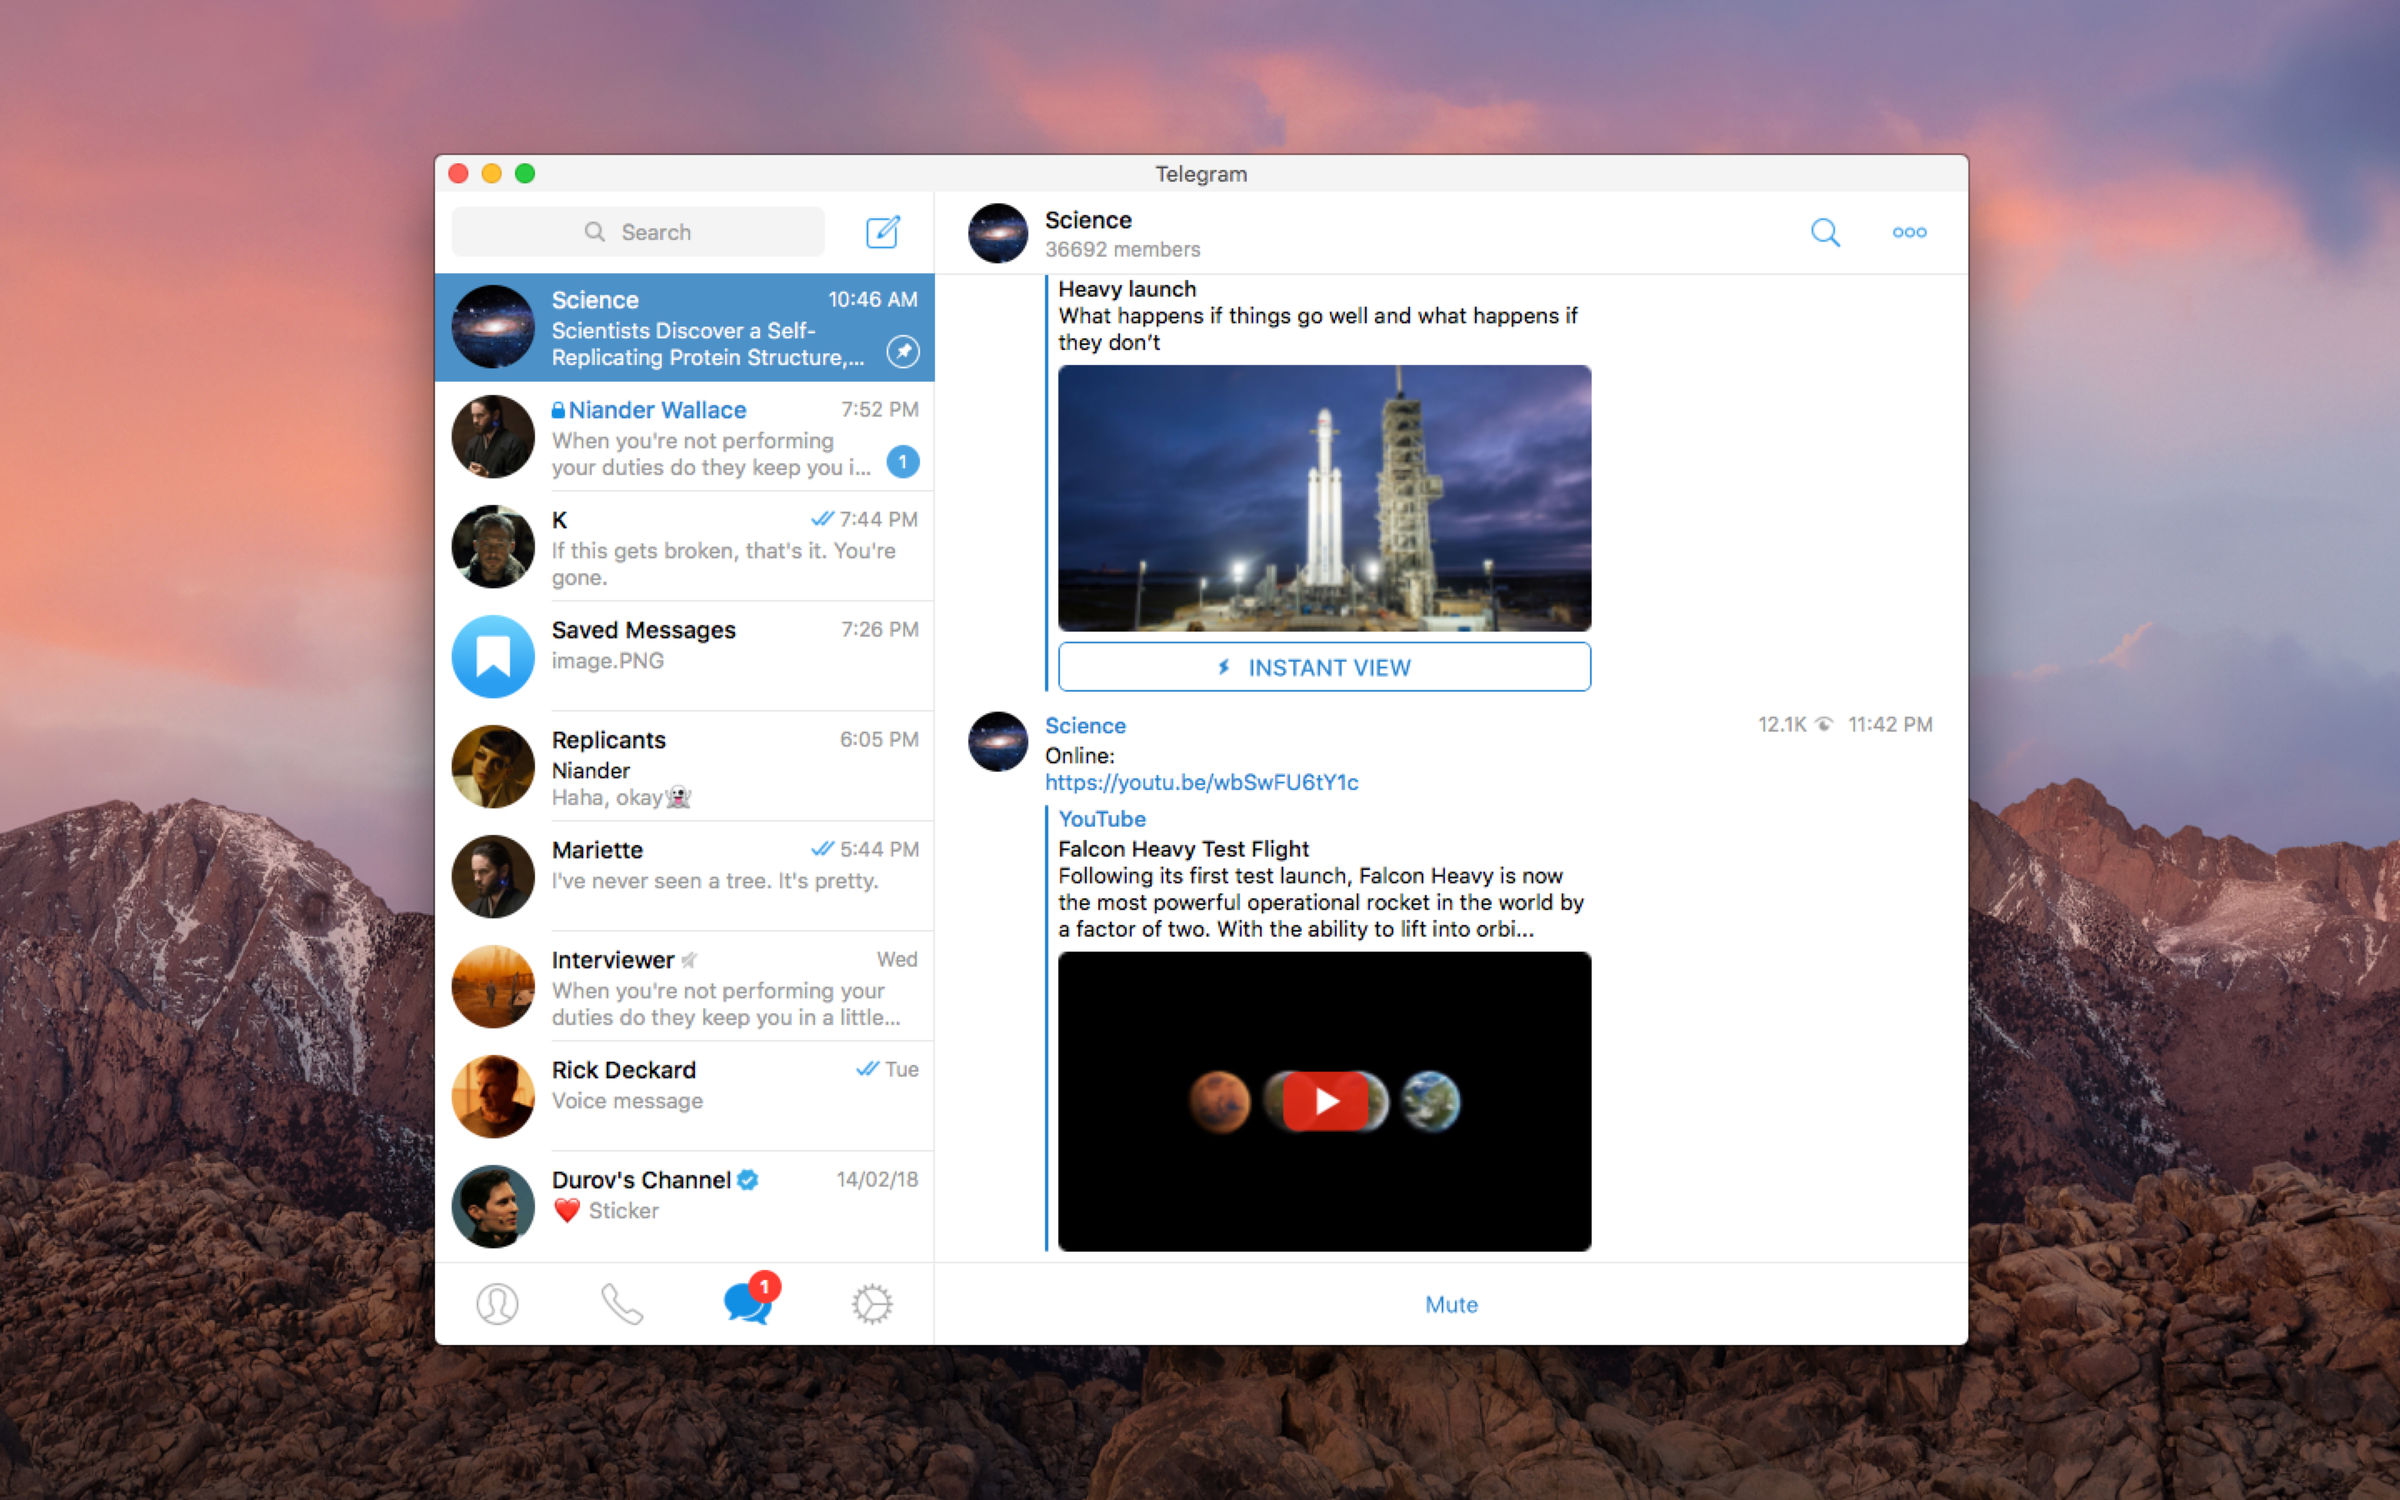 Telegram
Search
Science
10:46 AM
Scientists Discover a Self-
Replicating Protein Structure,...
Niander Wallace
7:52 PM
When you're not performing
your duties do they keep you i...
1
K
7:44 PM
If this gets broken, that's it. You're
gone.
Saved Messages
7:26 PM
image.PNG
Replicants
6:05 PM
Niander
Haha, okay👻
Mariette
5:44 PM
I've never seen a tree. It's pretty.
Interviewer
Wed
When you're not performing your
duties do they keep you in a little...
Rick Deckard
Tue
Voice message
Durov's Channel
14/02/18
❤️ Sticker
1
Science
36692 members
Heavy launch
What happens if things go well and what happens if
they don’t
INSTANT VIEW
Science
12.1K
11:42 PM
Online:
https://youtu.be/wbSwFU6tY1c
YouTube
Falcon Heavy Test Flight
Following its first test launch, Falcon Heavy is now
the most powerful operational rocket in the world by
a factor of two. With the ability to lift into orbi...
Mute